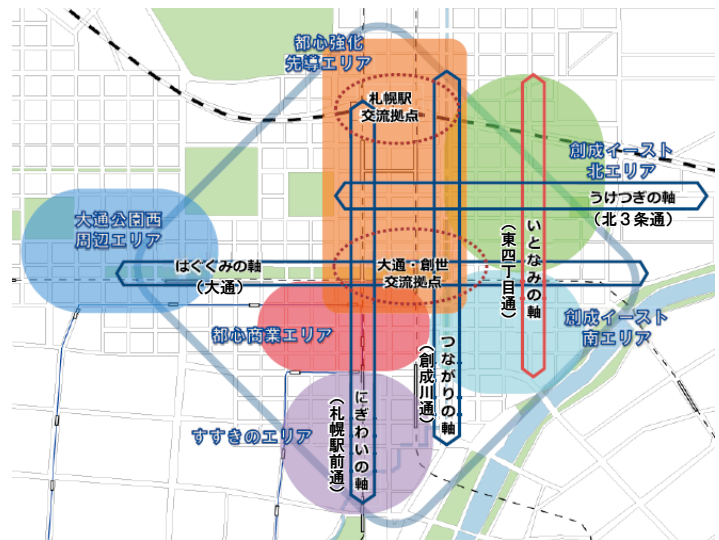 都心強化
先導エリア
札幌駅
交流拠点
創成イースト
北エリア
うけつぎの軸
(北3条通)
大通公園西
周辺エリア
はぐくみの軸
(大通)
大通・創世
交流拠点
いとなみの軸
(東四丁目通)
創成イースト
南エリア
都心商業エリア
つながりの軸
(創成川通)
にぎわいの軸
(札幌駅前通)
すすきのエリア